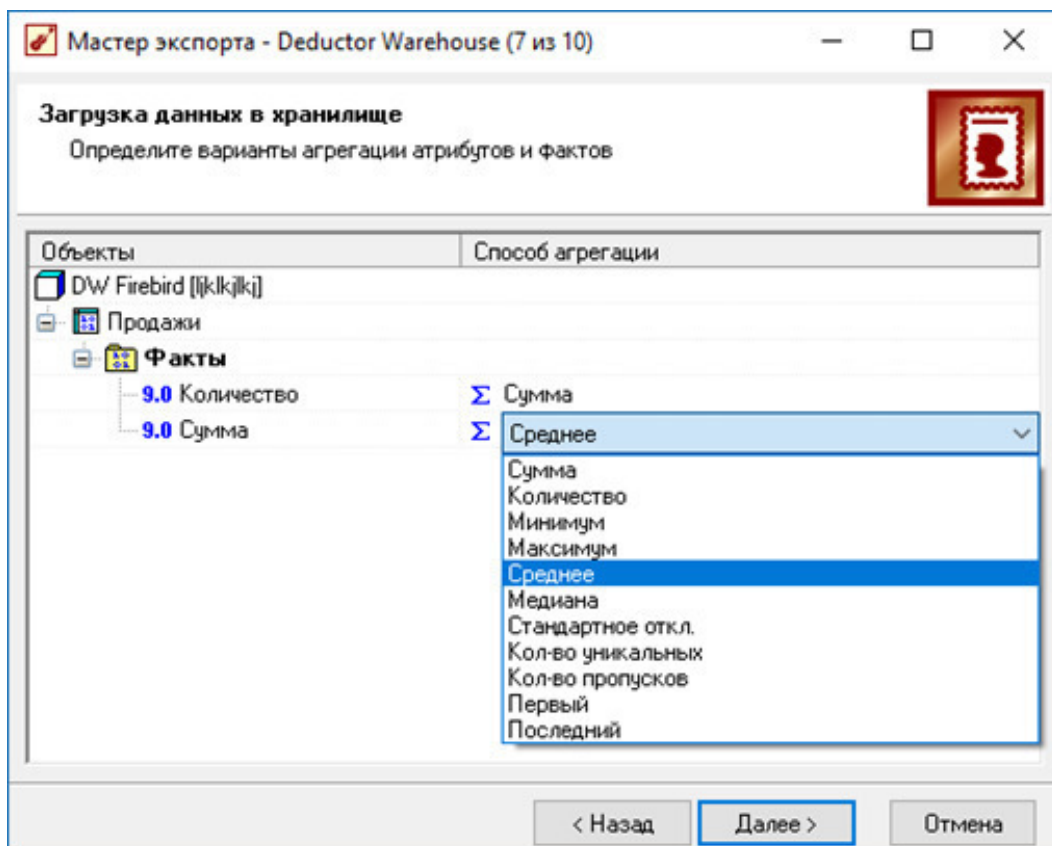 Мастер экспорта - Deductor Warehouse (7 из 10)
Загрузка данных в хранилище
Определите варианты агрегации атрибутов и фактов
Объекты Способ агрегации
DW Firebird [ljklkjlkj]
Продажи
Факты
9.0 Количество Σ Сумма
9.0 Сумма Σ Среднее
Сумма
Количество
Минимум
Максимум
Среднее
Медиана
Стандартное откл.
Кол-во уникальных
Кол-во пропусков
Первый
Последний
< Назад Далее > Отмена